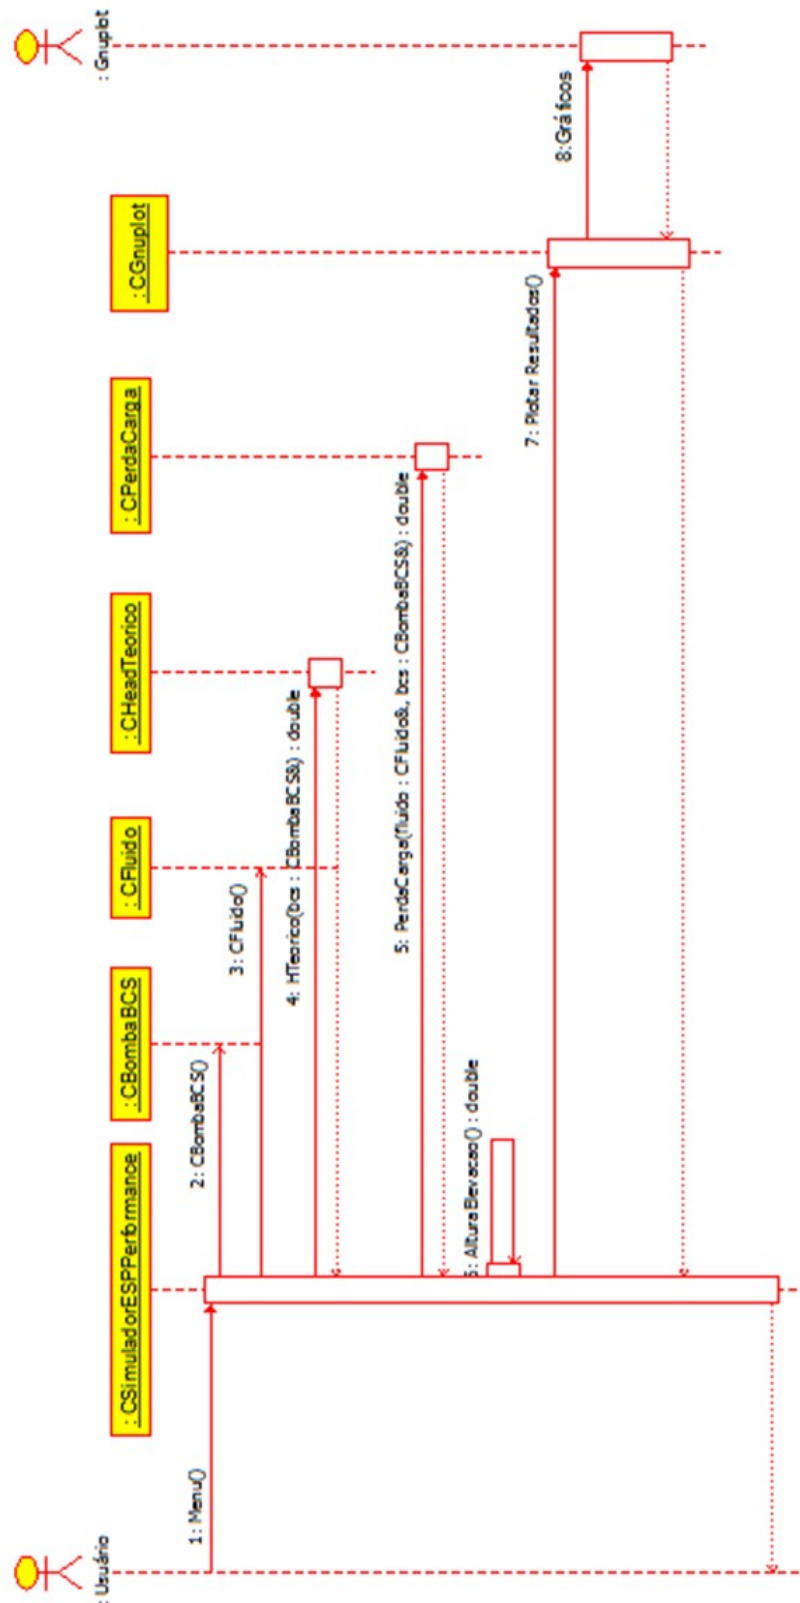 : Usuário
: CSimuladorESPPerformance
: CBombaBCS
: CFluido
: CHeadTeorico
: CPerdaCarga
: CGnuplot
: Gnuplot
1: Menu()
2: CBombaBCS()
3: CFluido()
4: HTeorico(bcs : CBombaBCS&) : double
5: PerdaCarga(fluido : CFluido&, bcs : CBombaBCS&) : double
6: AlturaElevacao() : double
7: Plotar Resultados()
8: Gráficos